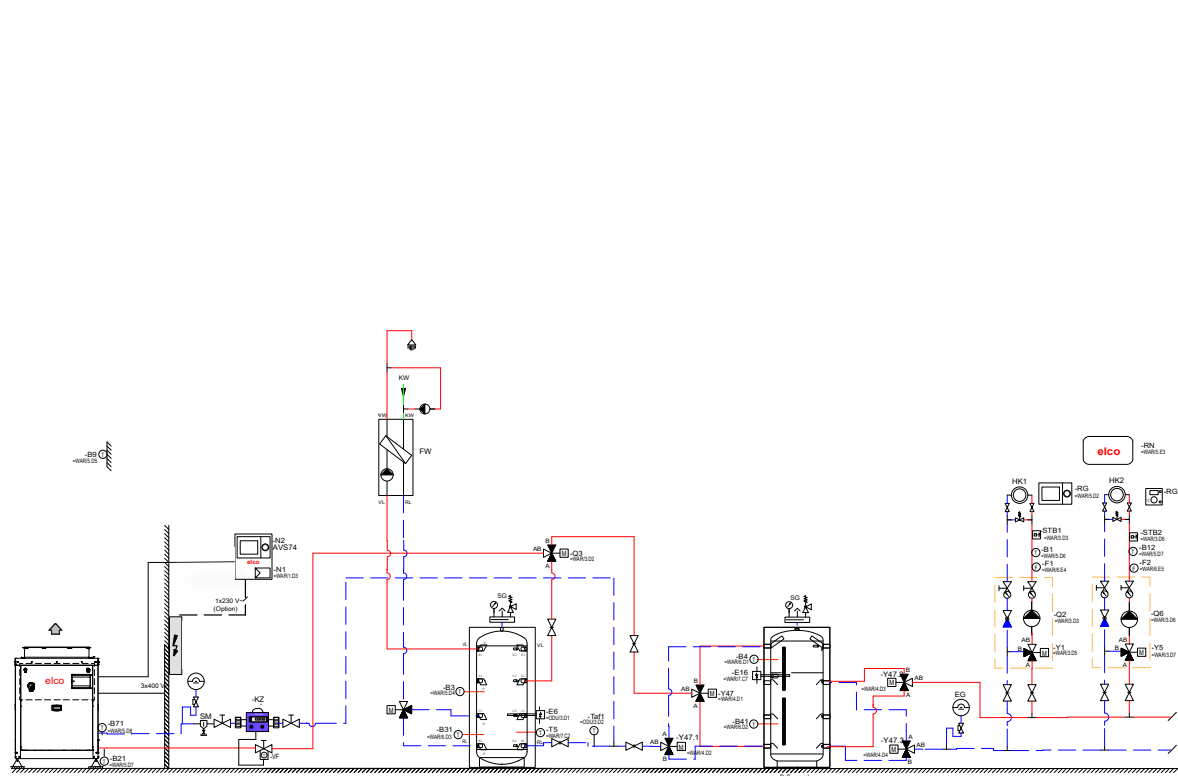 KW
VW
KW
FW
VL
RL
-B9
=WAR/5.D5
elco
-RN
=WAR/5.E3
HK1
-RG
=WAR/5.D2
HK2
-RG
-STB1
=WAR/3.D3
-STB2
=WAR/3.D8
-B1
=WAR/5.D6
-B12
=WAR/5.D7
-F1
=WAR/6.E4
-F2
=WAR/6.E5
-N2
AVS74
elco
-N1
=WAR/1.D3
B
AB
M
-Q3
=WAR/3.D2
A
1x230 V~
(Option)
SG
SG
-Q2
=WAR/3.D3
-Q6
=WAR/3.D8
AB
B
M
-Y1
=WAR/3.D5
A
AB
B
M
-Y5
=WAR/3.D7
A
VL
VL
elco
3x400 V
-B3
-B4
=WAR/6.D1
-E16
=WAR/7.C7
B
AB
M
-Y47
=WAR/4.D1
A
B
AB
M
=WAR/4.D3
A
M
-E6
=ODU/3.D1
EG
SM
-KZ
-B71
=WAR/5.D6
-B31
=WAR/6.D3
-T5
=WAR/7.C2
-Taf1
=ODU/3.D2
-B41
=WAR/6.D2
RL
RL
A
AB
M
-Y47.1
=WAR/4.D2
B
A
AB
M
=WAR/4.D4
B
-VF
-B21
=WAR/5.D7